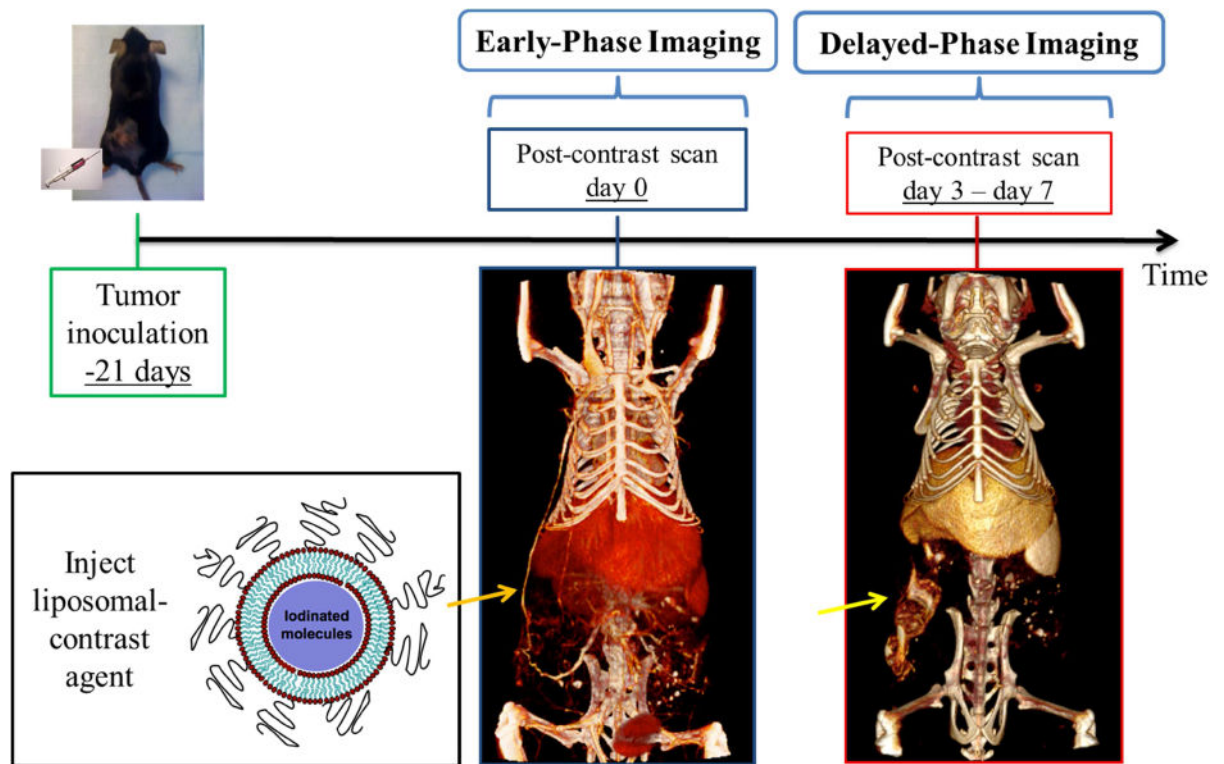 Early-Phase Imaging
Delayed-Phase Imaging
Post-contrast scan
day 0
Post-contrast scan
day 3 – day 7
Time
Tumor
inoculation
-21 days
Inject
liposomal-
contrast
agent
Iodinated
molecules